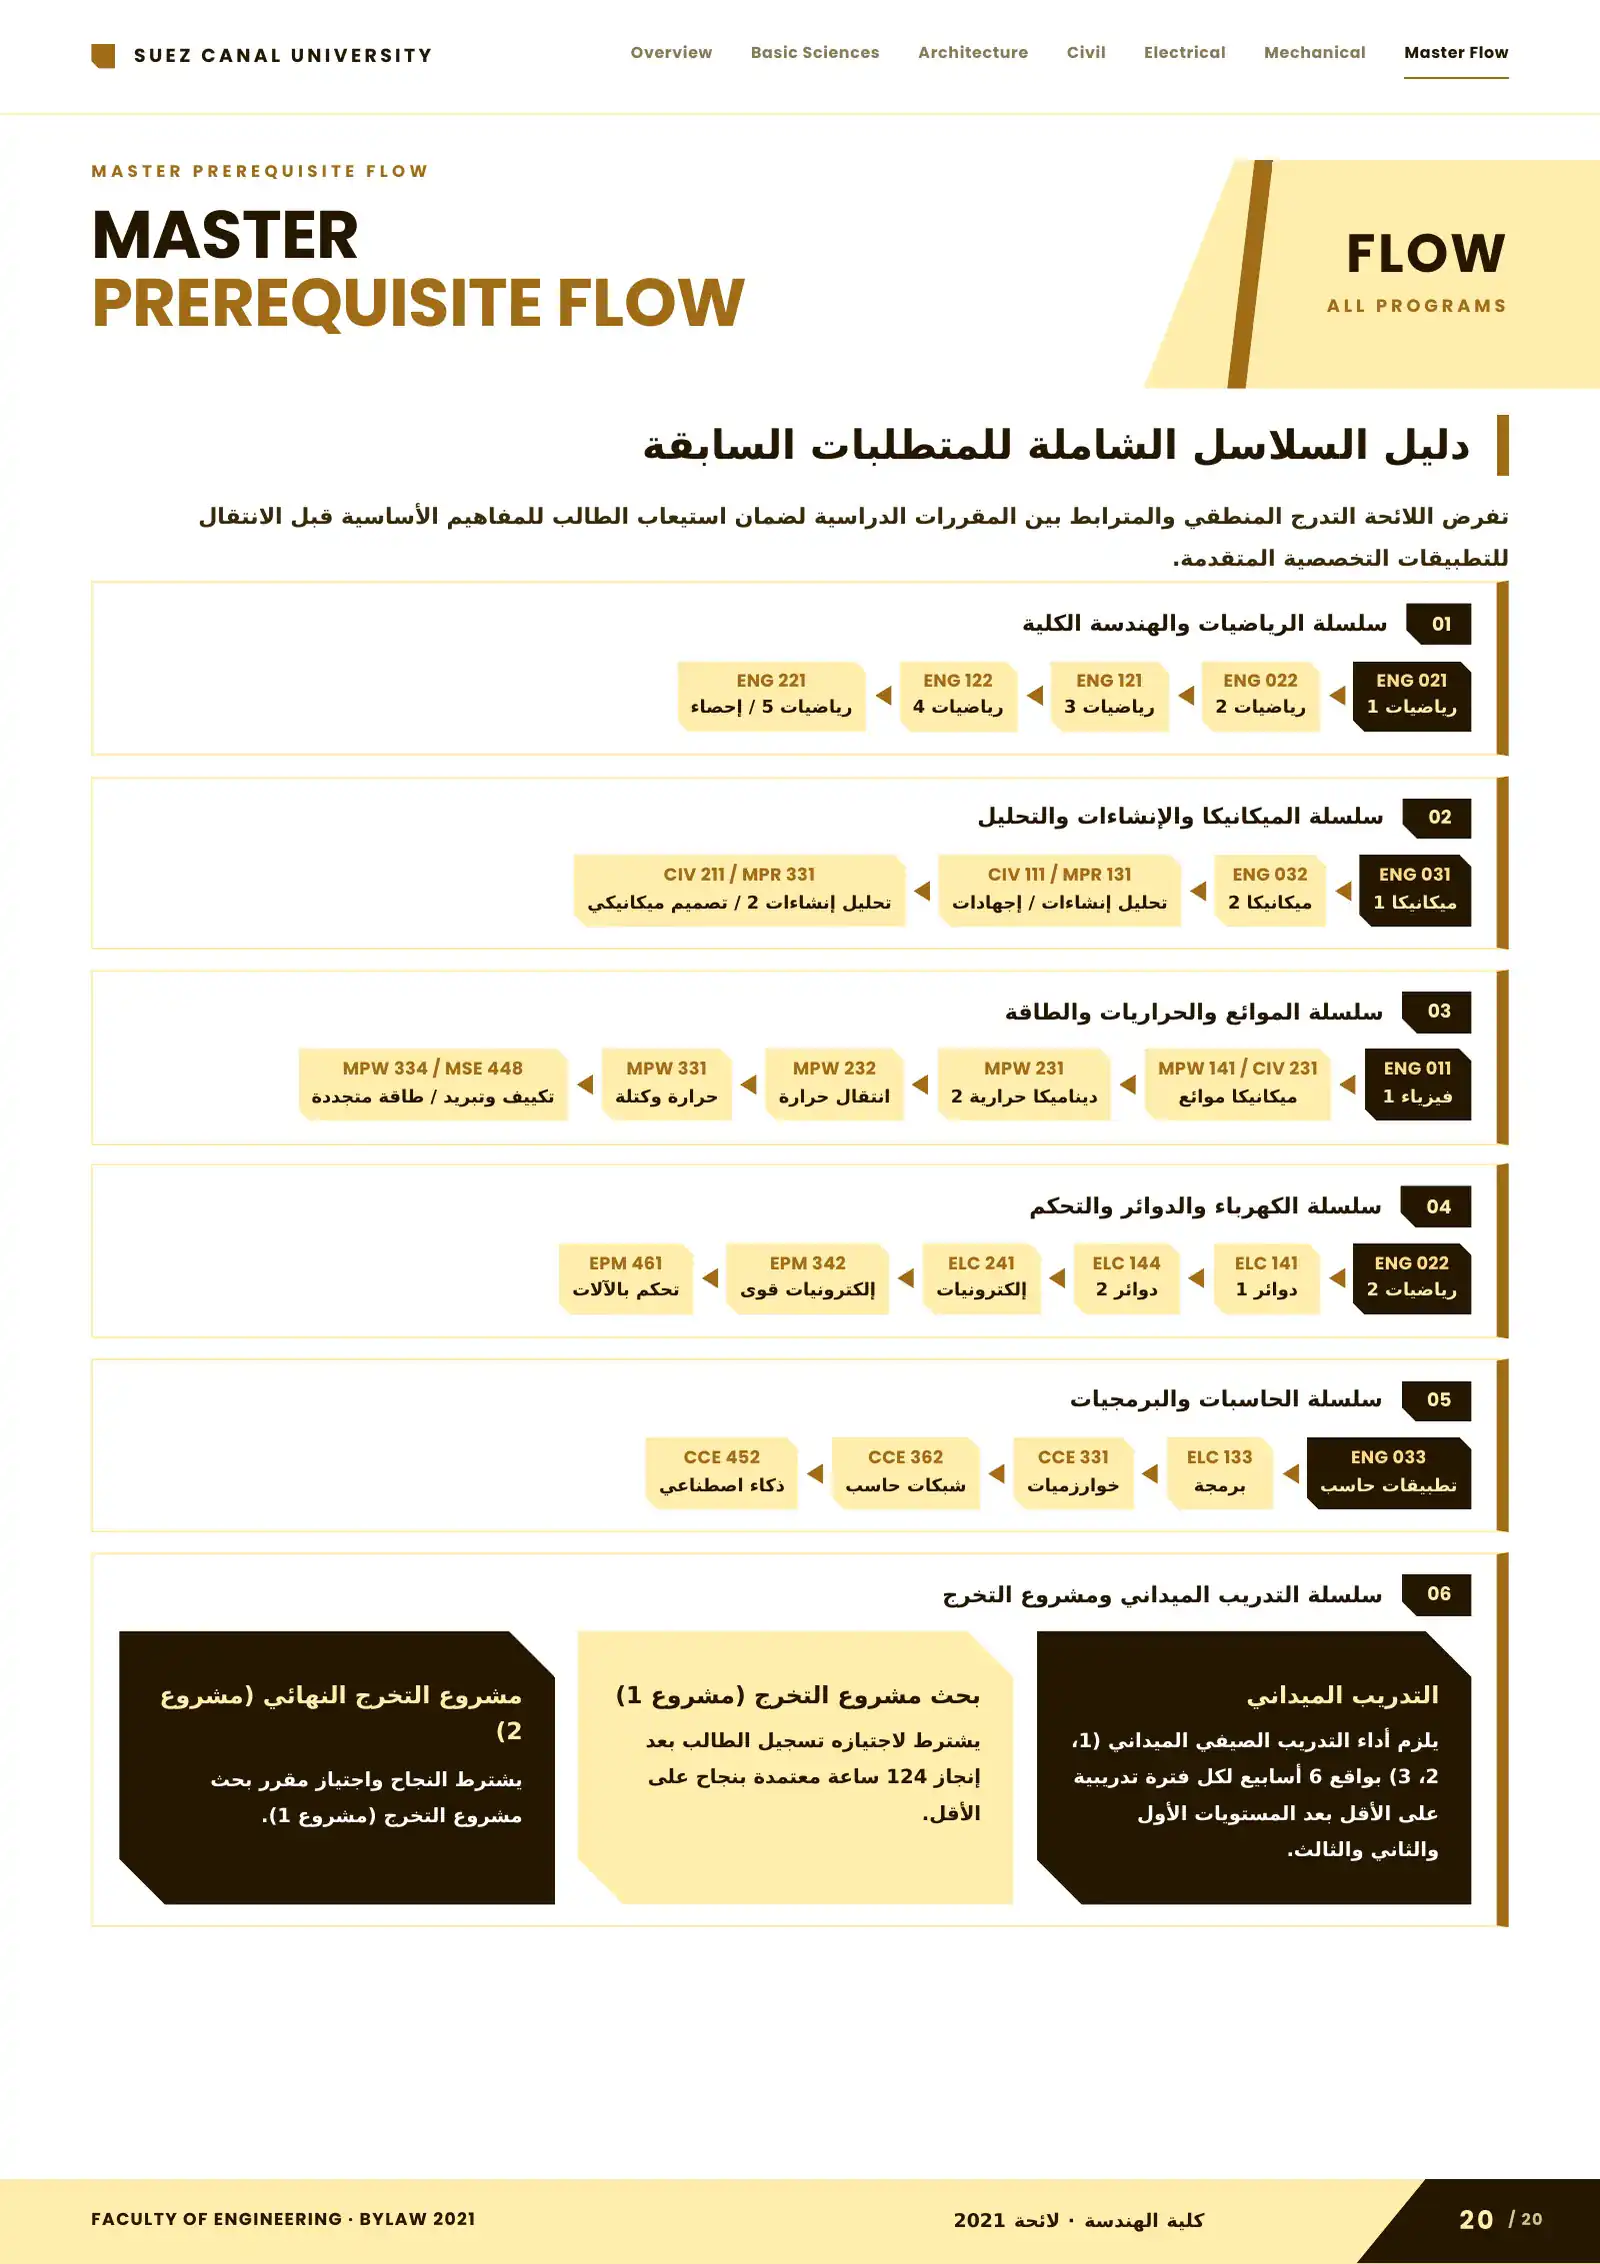 SUEZ CANAL UNIVERSITY
Overview Basic Sciences Architecture Civil Electrical Mechanical Master Flow
MASTER PREREQUISITE FLOW
MASTER
PREREQUISITE FLOW
FLOW
ALL PROGRAMS
دليل السلاسل الشاملة للمتطلبات السابقة
تفرض اللائحة التدرج المنطقي والمترابط بين المقررات الدراسية لضمان استيعاب الطالب للمفاهيم الأساسية قبل الانتقال
للتطبيقات التخصصية المتقدمة.
01
سلسلة الرياضيات والهندسة الكلية
ENG 021
رياضيات 1
ENG 022
رياضيات 2
ENG 121
رياضيات 3
ENG 122
رياضيات 4
ENG 221
رياضيات 5 / إحصاء
02
سلسلة الميكانيكا والإنشاءات والتحليل
ENG 031
ميكانيكا 1
ENG 032
ميكانيكا 2
CIV 111 / MPR 131
تحليل إنشاءات / إجهادات
CIV 211 / MPR 331
تحليل إنشاءات 2 / تصميم ميكانيكي
03
سلسلة الموائع والحراريات والطاقة
ENG 011
فيزياء 1
MPW 141 / CIV 231
ميكانيكا موائع
MPW 231
ديناميكا حرارية 2
MPW 232
انتقال حرارة
MPW 331
حرارة وكتلة
MPW 334 / MSE 448
تكييف وتبريد / طاقة متجددة
04
سلسلة الكهرباء والدوائر والتحكم
ENG 022
رياضيات 2
ELC 141
دوائر 1
ELC 144
دوائر 2
ELC 241
إلكترونيات
EPM 342
إلكترونيات قوى
EPM 461
تحكم بالآلات
05
سلسلة الحاسبات والبرمجيات
ENG 033
تطبيقات حاسب
ELC 133
برمجة
CCE 331
خوارزميات
CCE 362
شبكات حاسب
CCE 452
ذكاء اصطناعي
06
سلسلة التدريب الميداني ومشروع التخرج
التدريب الميداني
يلزم أداء التدريب الصيفي الميداني (1،
2، 3) بواقع 6 أسابيع لكل فترة تدريبية
على الأقل بعد المستويات الأول
والثاني والثالث.
بحث مشروع التخرج (مشروع 1)
يشترط لاجتيازه تسجيل الطالب بعد
إنجاز 124 ساعة معتمدة بنجاح على
الأقل.
مشروع التخرج النهائي (مشروع
2)
يشترط النجاح واجتياز مقرر بحث
مشروع التخرج (مشروع 1).
FACULTY OF ENGINEERING · BYLAW 2021
كلية الهندسة · لائحة 2021
20 / 20